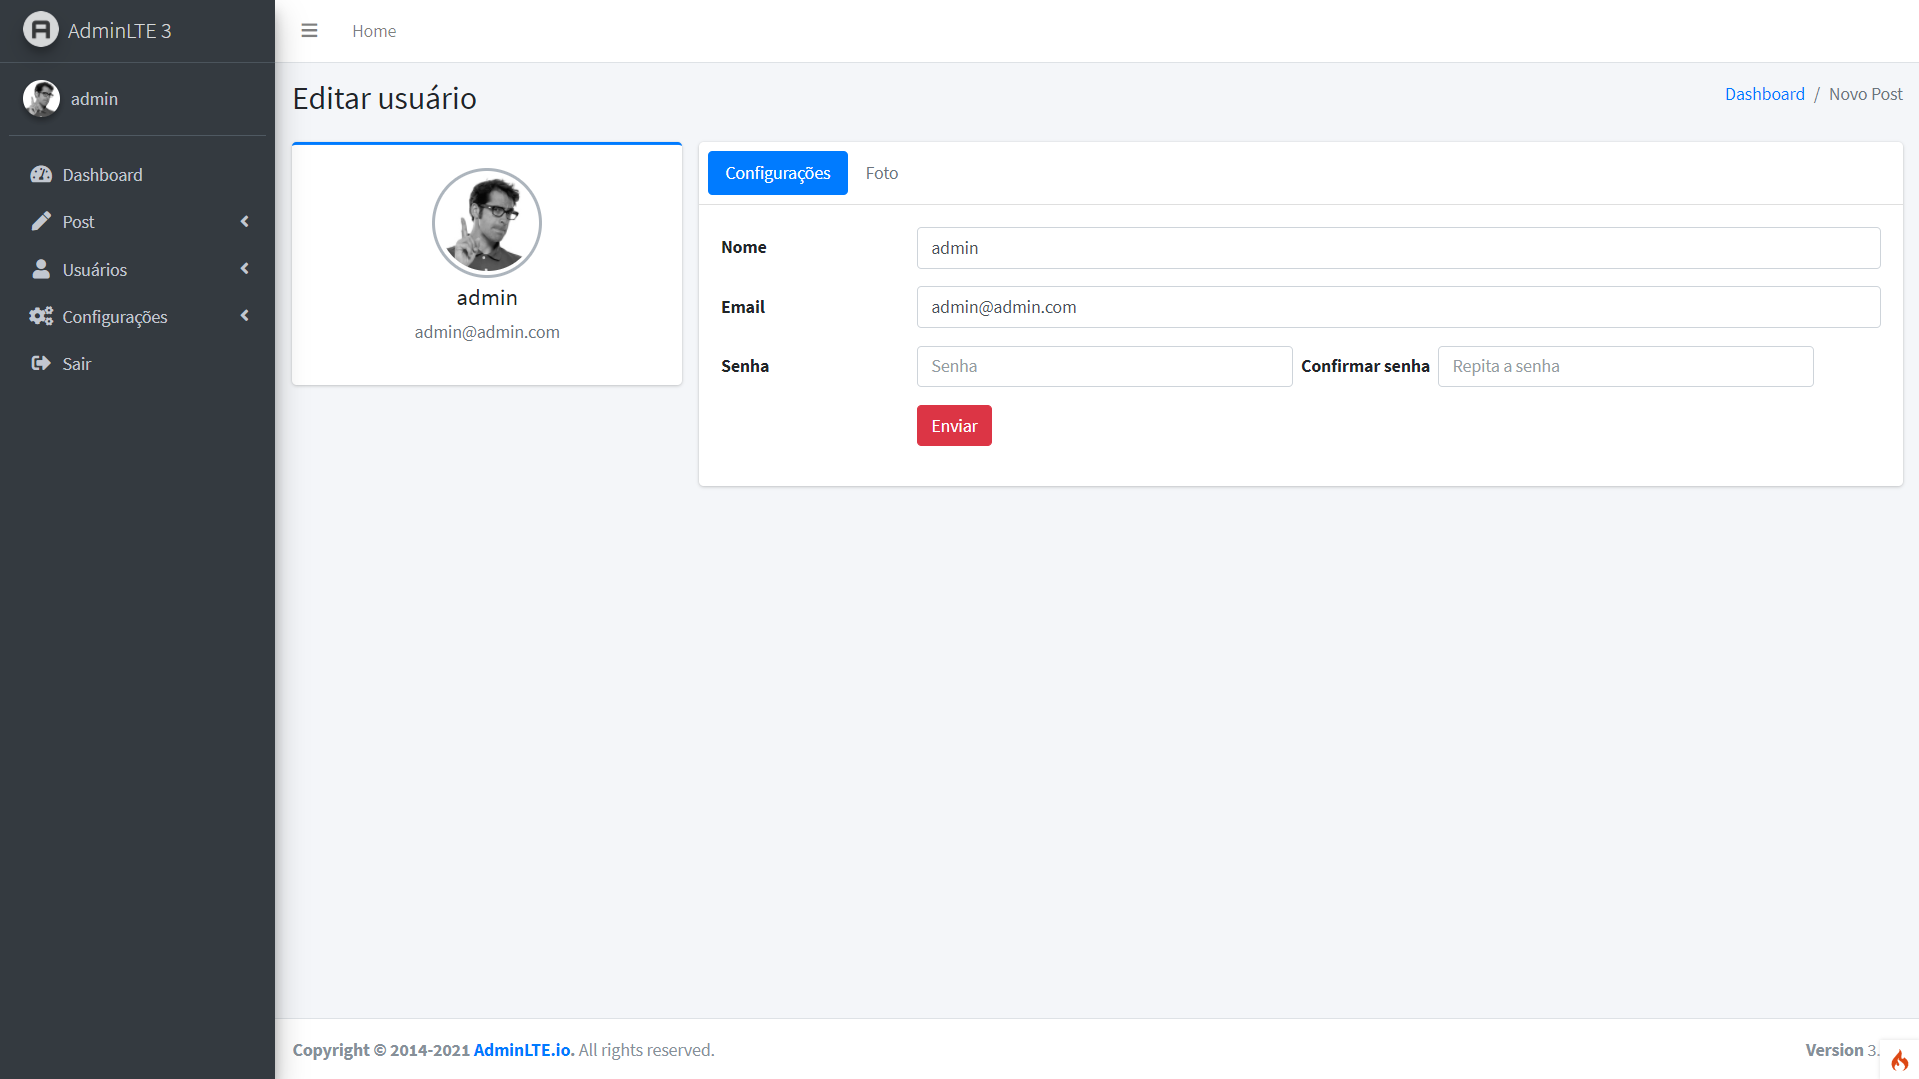 AdminLTE 3
Home
admin
Editar usuário
Dashboard / Novo Post
Dashboard
Post
Usuários
Configurações
Sair
admin
admin@admin.com
Configurações
Foto
Nome
admin
Email
admin@admin.com
Senha
Senha
Confirmar senha
Repita a senha
Enviar
Copyright © 2014-2021 AdminLTE.io. All rights reserved.
Version 3.